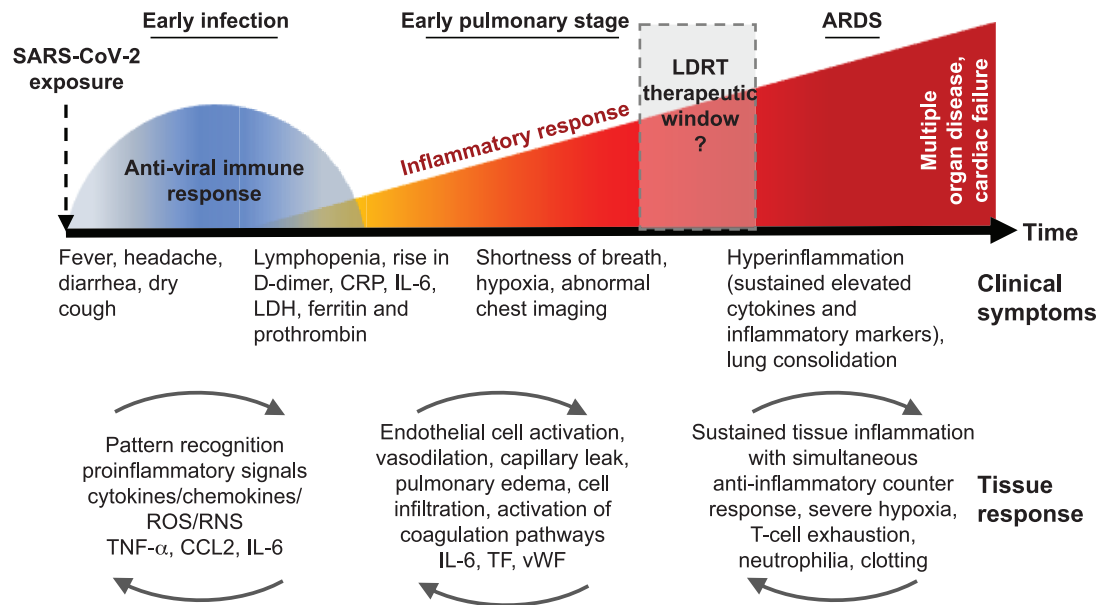 Early infection
Early pulmonary stage
ARDS
SARS-CoV-2
exposure
LDRT
therapeutic
window
?
Anti-viral immune
response
Inflammatory response
Multiple
organ disease,
cardiac failure
Time
Fever, headache,
diarrhea, dry
cough
Lymphopenia, rise in
D-dimer, CRP, IL-6,
LDH, ferritin and
prothrombin
Shortness of breath,
hypoxia, abnormal
chest imaging
Hyperinflammation
(sustained elevated
cytokines and
inflammatory markers),
lung consolidation
Clinical
symptoms
Pattern recognition
proinflammatory signals
cytokines/chemokines/
ROS/RNS
TNF-α, CCL2, IL-6
Endothelial cell activation,
vasodilation, capillary leak,
pulmonary edema, cell
infiltration, activation of
coagulation pathways
IL-6, TF, vWF
Sustained tissue inflammation
with simultaneous
anti-inflammatory counter
response, severe hypoxia,
T-cell exhaustion,
neutrophilia, clotting
Tissue
response